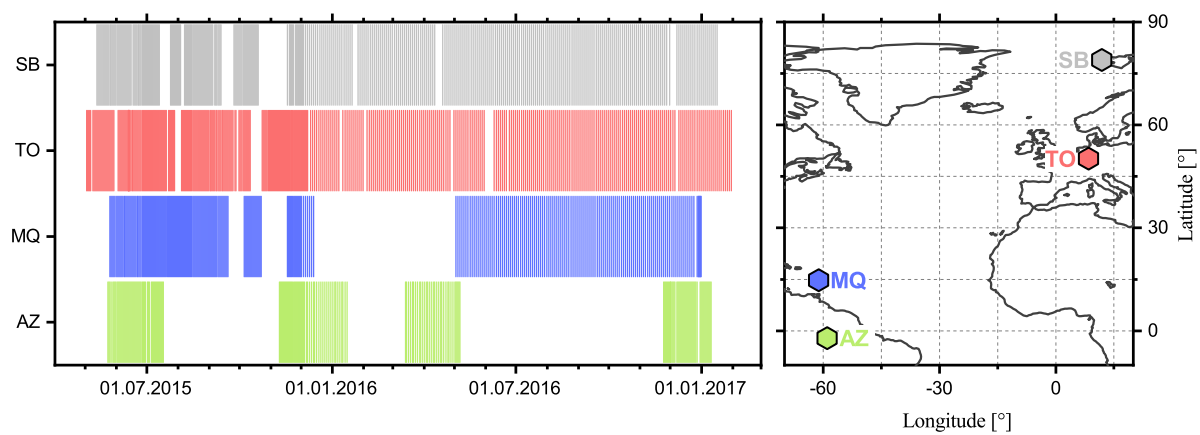 SB
TO
MQ
AZ
01.07.2015
01.01.2016
01.07.2016
01.01.2017
SB
TO
MQ
AZ
90
60
30
0
Latitude [°]
-60
-30
0
Longitude [°]